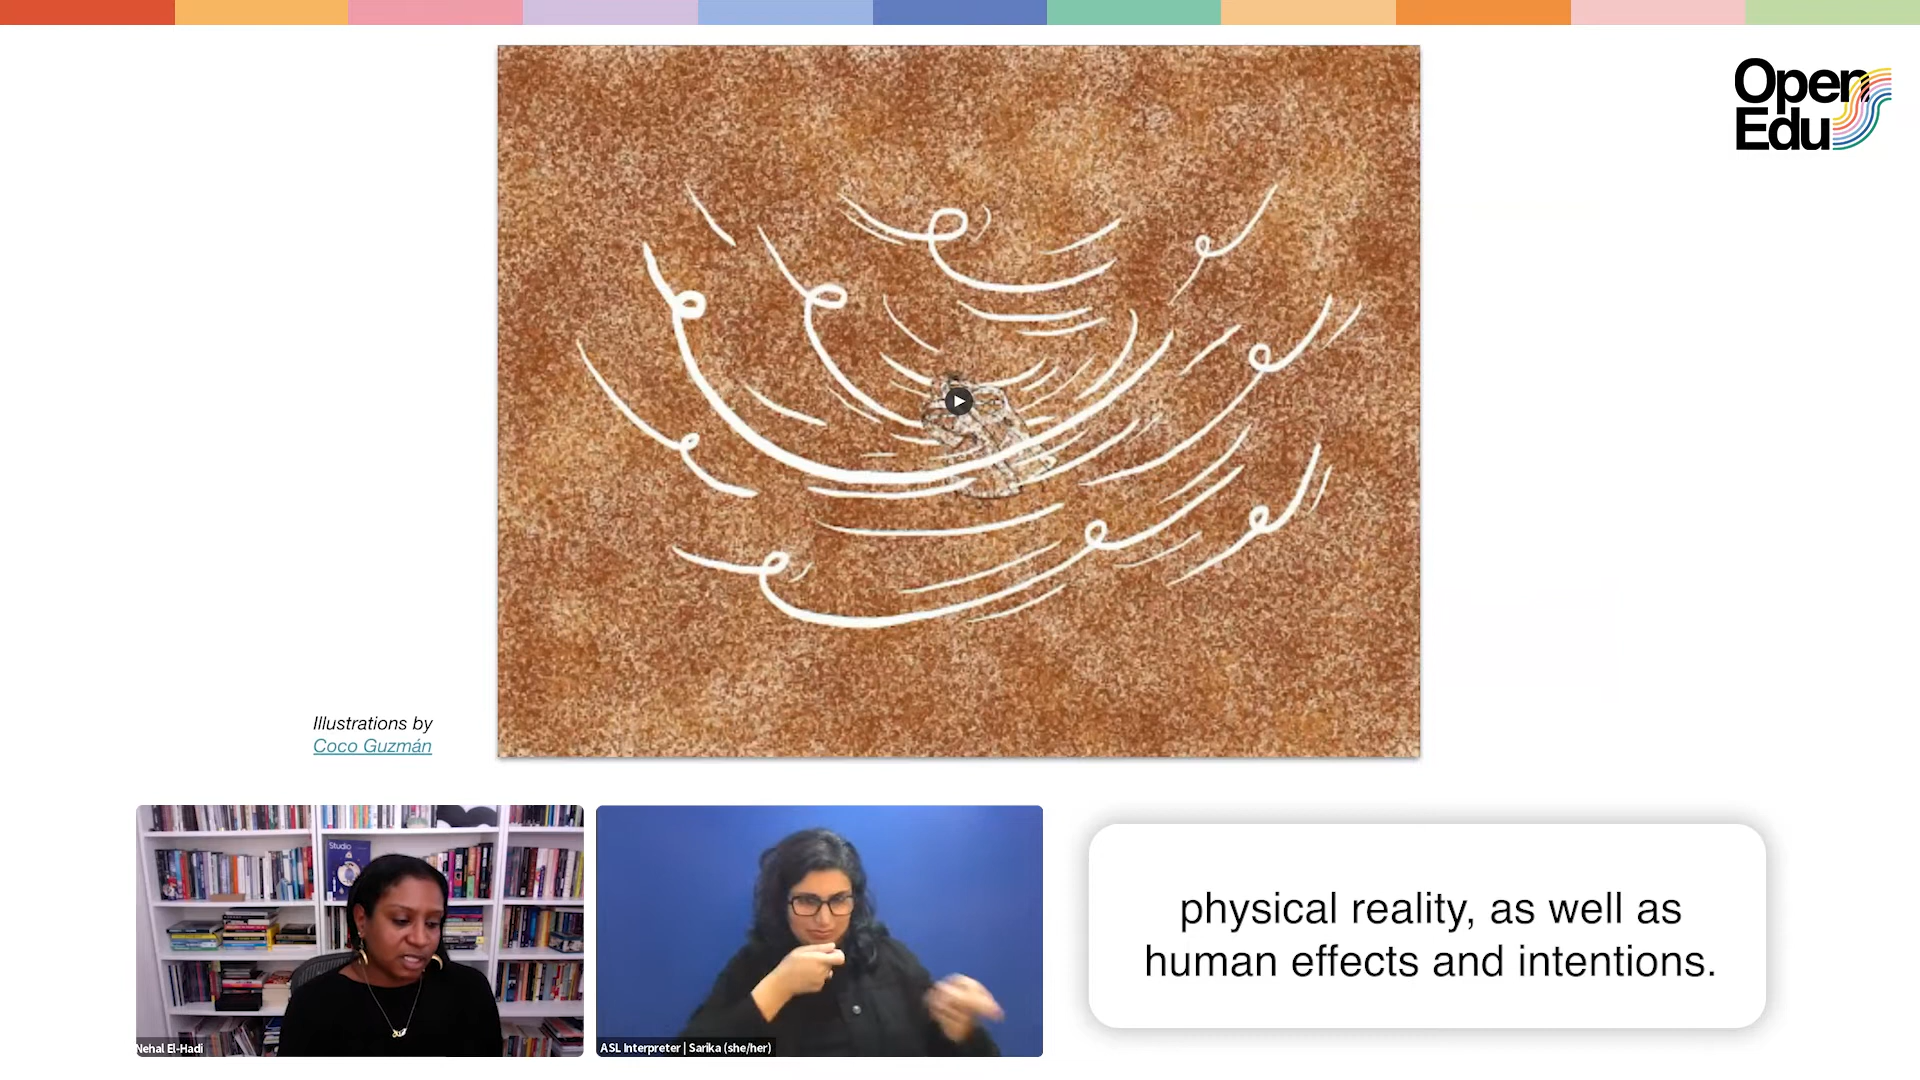 Open
Edu
Illustrations by
Coco Guzmán
Studio
Nehal El-Hadi
ASL Interpreter | Sarika (she/her)
physical reality, as well as
human effects and intentions.